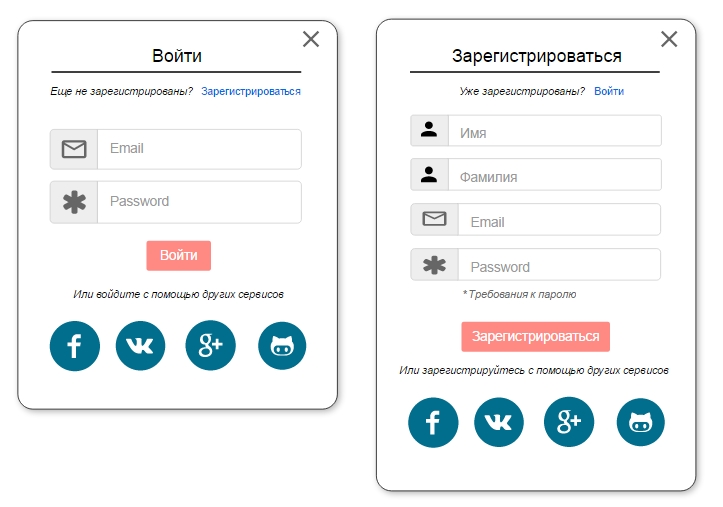 Войти
Еще не зарегистрированы? Зарегистрироваться
Email
Password
Войти
Или войдите с помощью других сервисов
f
g+
Зарегистрироваться
Уже зарегистрированы? Войти
Имя
Фамилия
Email
Password
* Требования к паролю
Зарегистрироваться
Или зарегистрируйтесь с помощью других сервисов
f
g+